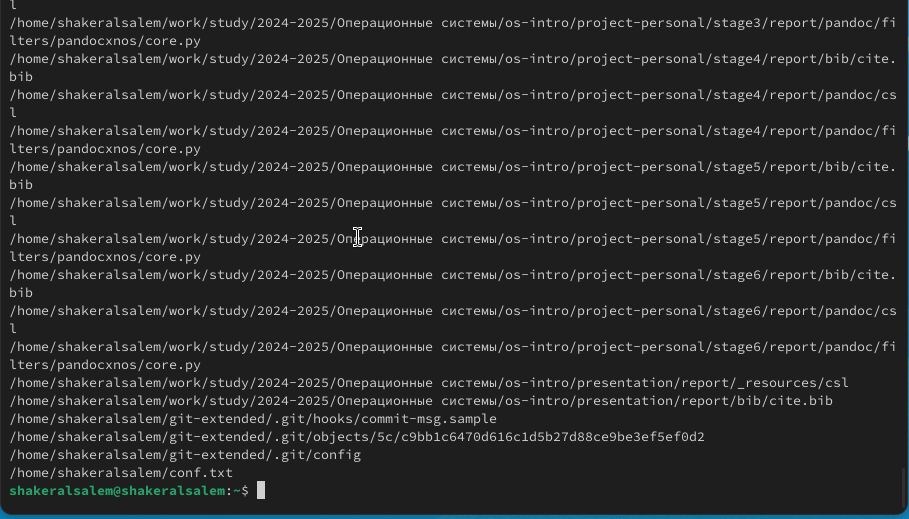 l
/home/shakeralsalem/work/study/2024-2025/Операционные системы/os-intro/project-personal/stage3/report/pandoc/fi
lters/pandocxnos/core.py
/home/shakeralsalem/work/study/2024-2025/Операционные системы/os-intro/project-personal/stage4/report/bib/cite.
bib
/home/shakeralsalem/work/study/2024-2025/Операционные системы/os-intro/project-personal/stage4/report/pandoc/cs
l
/home/shakeralsalem/work/study/2024-2025/Операционные системы/os-intro/project-personal/stage4/report/pandoc/fi
lters/pandocxnos/core.py
/home/shakeralsalem/work/study/2024-2025/Операционные системы/os-intro/project-personal/stage5/report/bib/cite.
bib
/home/shakeralsalem/work/study/2024-2025/Операционные системы/os-intro/project-personal/stage5/report/pandoc/cs
l
/home/shakeralsalem/work/study/2024-2025/Операционные системы/os-intro/project-personal/stage5/report/pandoc/fi
lters/pandocxnos/core.py
/home/shakeralsalem/work/study/2024-2025/Операционные системы/os-intro/project-personal/stage6/report/bib/cite.
bib
/home/shakeralsalem/work/study/2024-2025/Операционные системы/os-intro/project-personal/stage6/report/pandoc/cs
l
/home/shakeralsalem/work/study/2024-2025/Операционные системы/os-intro/project-personal/stage6/report/pandoc/fi
lters/pandocxnos/core.py
/home/shakeralsalem/work/study/2024-2025/Операционные системы/os-intro/presentation/report/_resources/csl
/home/shakeralsalem/work/study/2024-2025/Операционные системы/os-intro/presentation/report/bib/cite.bib
/home/shakeralsalem/git-extended/.git/hooks/commit-msg.sample
/home/shakeralsalem/git-extended/.git/objects/5c/c9bb1c6470d616c1d5b27d88ce9be3ef5ef0d2
/home/shakeralsalem/git-extended/.git/config
/home/shakeralsalem/conf.txt
shakeralsalem@shakeralsalem:~$